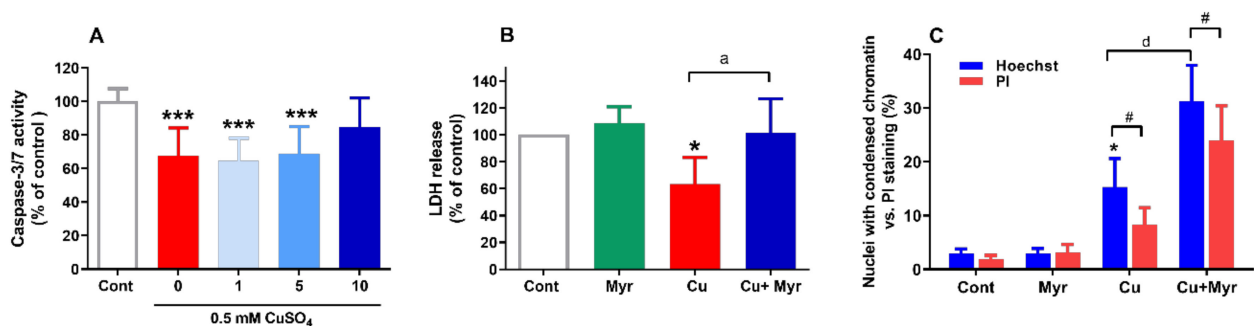 A
Caspase-3/7 activity
(% of control )
120
100
80
60
40
20
0
***
***
***
Cont
0
1
5
10
0.5 mM CuSO4
B
LDH release
(% of control)
140
120
100
80
60
40
20
0
a
*
Cont
Myr
Cu
Cu+ Myr
C
Nuclei with condensed chromatin
vs. PI staining (%)
40
30
20
10
0
Hoechst
PI
d
#
#
*
Cont
Myr
Cu
Cu+Myr